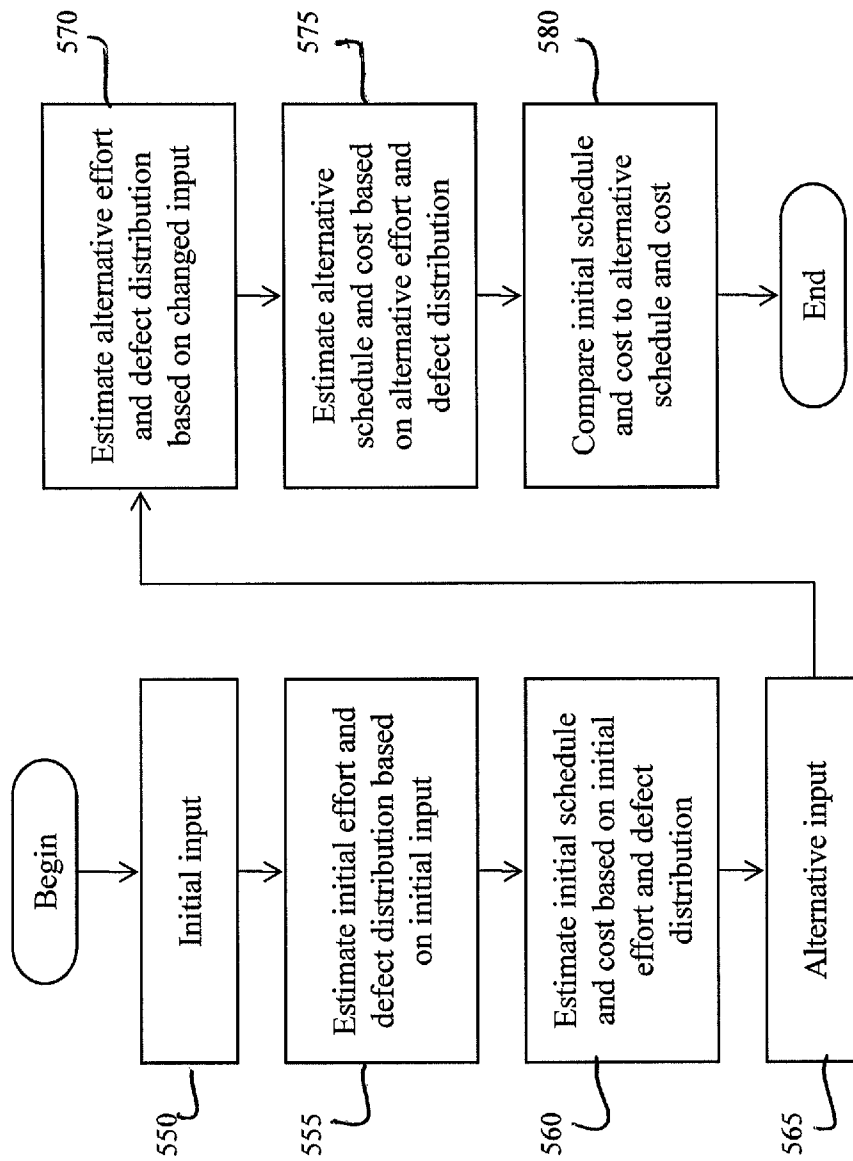 Begin
550
Initial input
555
Estimate initial effort and
defect distribution based
on initial input
560
Estimate initial schedule
and cost based on initial
effort and defect
distribution
565
Alternative input
570
Estimate alternative effort
and defect distribution
based on changed input
575
Estimate alternative
schedule and cost based
on alternative effort and
defect distribution
580
Compare initial schedule
and cost to alternative
schedule and cost
End